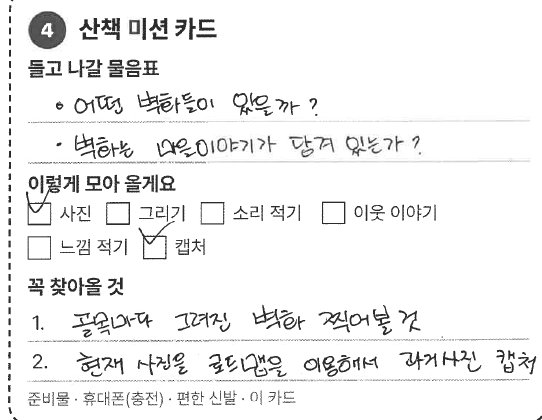 4 산책 미션 카드
들고 나갈 물음표
• 어떤 벽화들이 있을까?
• 벽화는 마을이야기가 담겨 있는가?
이렇게 모아 올게요
사진 그리기 소리 적기 이웃 이야기
느낌 적기 캡처
꼭 찾아올 것
1. 골목마다 그려진 벽화 찍어볼 것
2. 현재 사진을 로드맵을 이용해서 과거사진 캡처
준비물 · 휴대폰(충전) · 편한 신발 · 이 카드